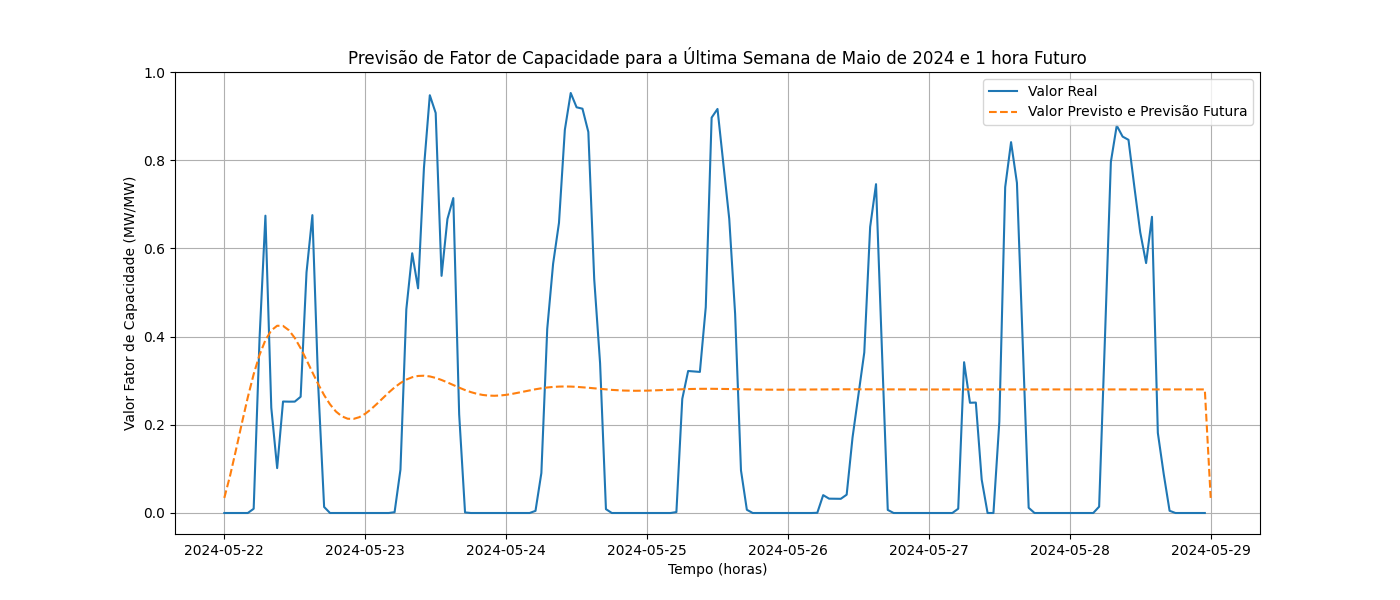 Previsão de Fator de Capacidade para a Última Semana de Maio de 2024 e 1 hora Futuro
Valor Real
Valor Previsto e Previsão Futura
Valor Fator de Capacidade (MW/MW)
1.0
0.8
0.6
0.4
0.2
0.0
2024-05-22 2024-05-23 2024-05-24 2024-05-25 2024-05-26 2024-05-27 2024-05-28 2024-05-29
Tempo (horas)